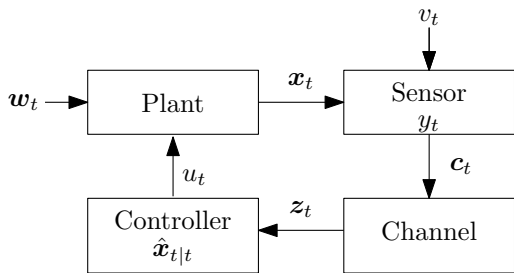 v_t
w_t
Plant
x_t
Sensor
y_t
u_t
c_t
Controller
x̂_{t|t}
z_t
Channel